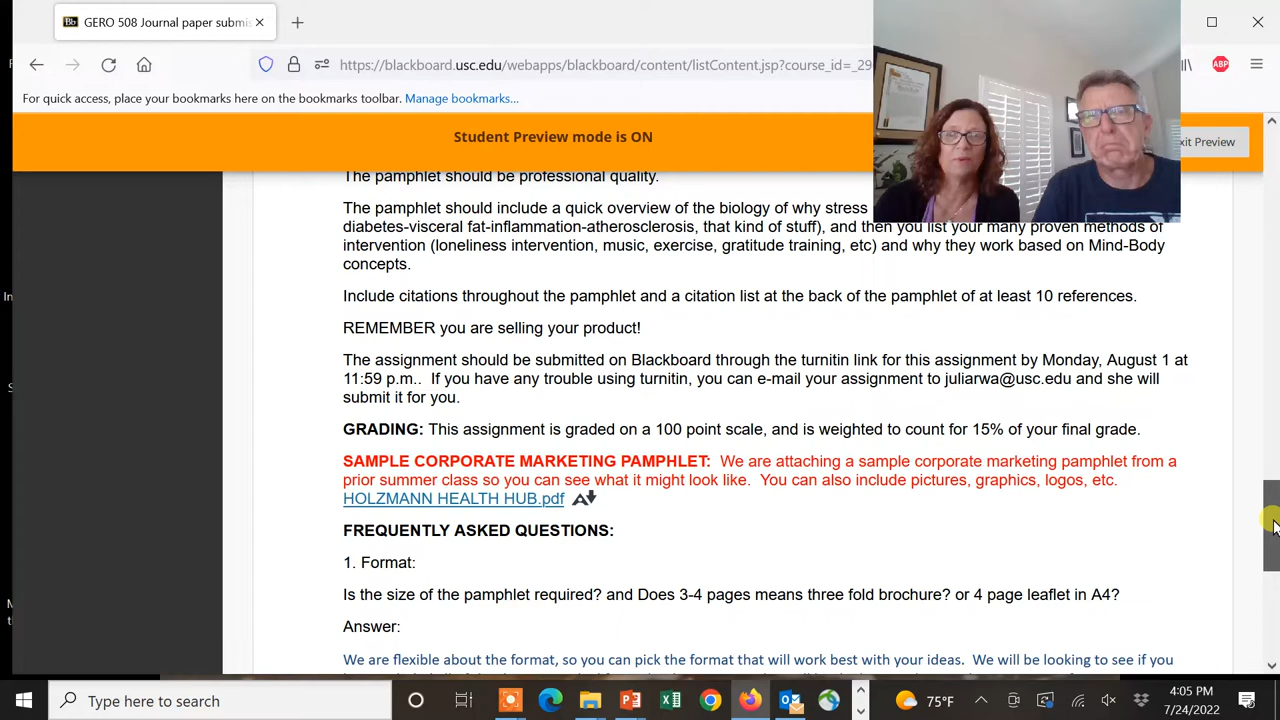 GERO 508 Journal paper submis
https://blackboard.usc.edu/webapps/blackboard/content/listContent.jsp?course_id=_29
ABP
For quick access, place your bookmarks here on the bookmarks toolbar. Manage bookmarks...
Student Preview mode is ON
xit Preview
The pamphlet should be professional quality.
The pamphlet should include a quick overview of the biology of why stress
diabetes-visceral fat-inflammation-atherosclerosis, that kind of stuff), and then you list your many proven methods of
intervention (loneliness intervention, music, exercise, gratitude training, etc) and why they work based on Mind-Body
concepts.
Include citations throughout the pamphlet and a citation list at the back of the pamphlet of at least 10 references.
REMEMBER you are selling your product!
The assignment should be submitted on Blackboard through the turnitin link for this assignment by Monday, August 1 at
11:59 p.m.. If you have any trouble using turnitin, you can e-mail your assignment to juliarwa@usc.edu and she will
submit it for you.
GRADING: This assignment is graded on a 100 point scale, and is weighted to count for 15% of your final grade.
SAMPLE CORPORATE MARKETING PAMPHLET: We are attaching a sample corporate marketing pamphlet from a
prior summer class so you can see what it might look like. You can also include pictures, graphics, logos, etc.
HOLZMANN HEALTH HUB.pdf
FREQUENTLY ASKED QUESTIONS:
1. Format:
Is the size of the pamphlet required? and Does 3-4 pages means three fold brochure? or 4 page leaflet in A4?
Answer:
We are flexible about the format, so you can pick the format that will work best with your ideas. We will be looking to see if you
Type here to search
75°F
4:05 PM
7/24/2022